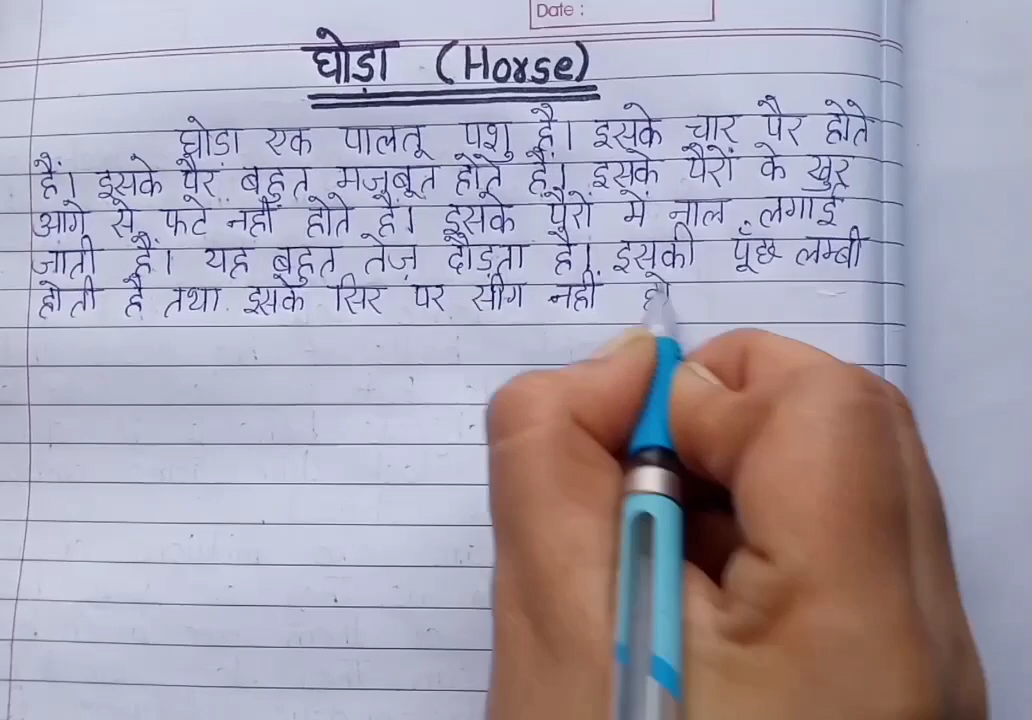 Date :
घोड़ा (Horse)
घोड़ा एक पालतू पशु है। इसके चार पैर होते
हैं। इसके पैर बहुत मजबूत होते हैं। इसके पैरों के खुर
आगे से फटे नहीं होते हैं। इसके पैरों में नाल लगाई
जाती है। यह बहुत तेज़ दौड़ता है। इसकी पूँछ लम्बी
होती है तथा इसके सिर पर सींग नहीं